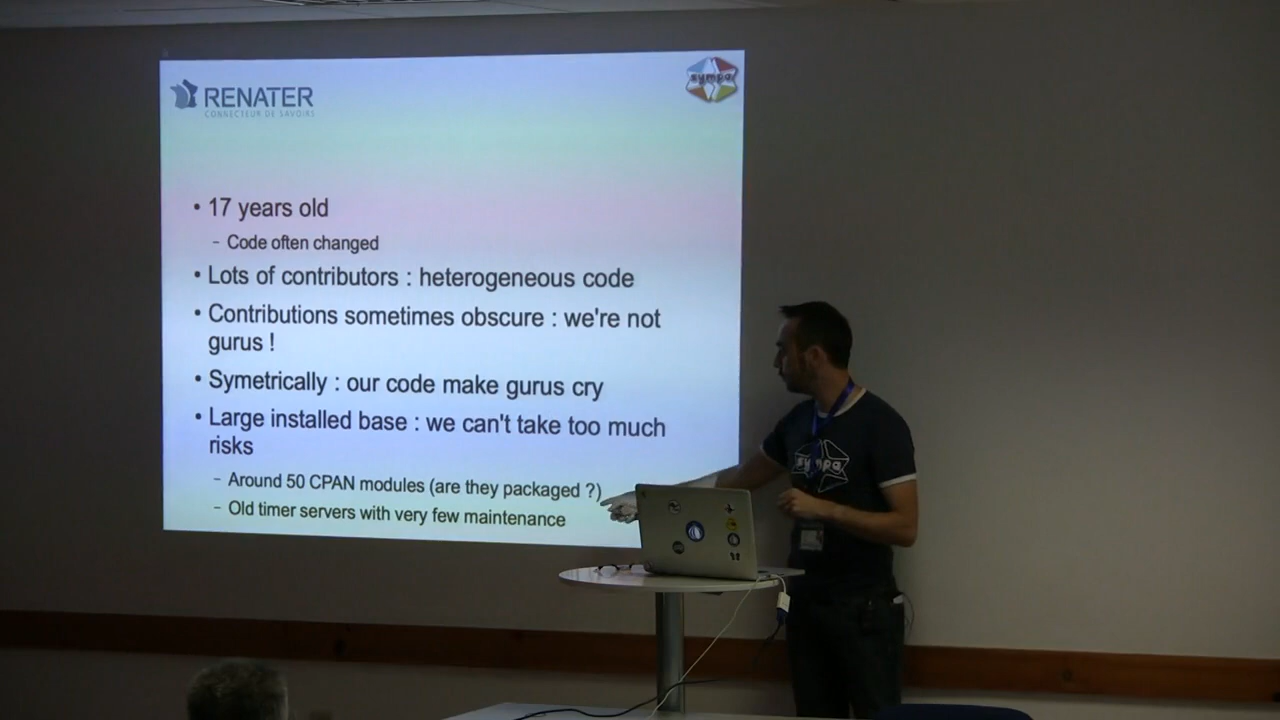 RENATER
CONNECTEUR DE SAVOIRS
sympa
• 17 years old
- Code often changed
• Lots of contributors : heterogeneous code
• Contributions sometimes obscure : we're not
gurus !
• Symetrically : our code make gurus cry
• Large installed base : we can't take too much
risks
- Around 50 CPAN modules (are they packaged ?)
- Old timer servers with very few maintenance
sympa